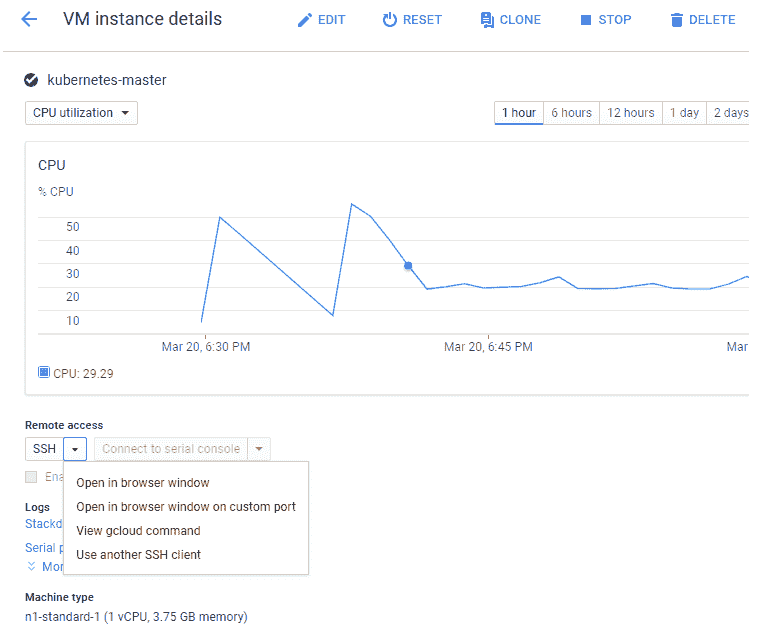 VM instance details EDIT RESET CLONE STOP DELETE
kubernetes-master
CPU utilization 1 hour 6 hours 12 hours 1 day 2 days
CPU
% CPU
50
40
30
20
10
Mar 20, 6:30 PM Mar 20, 6:45 PM Mar
CPU: 29.29
Remote access
SSH Connect to serial console
Ena
Open in browser window
Logs
Open in browser window on custom port
Stackd
View gcloud command
Serial p
Use another SSH client
Mor
Machine type
n1-standard-1 (1 vCPU, 3.75 GB memory)